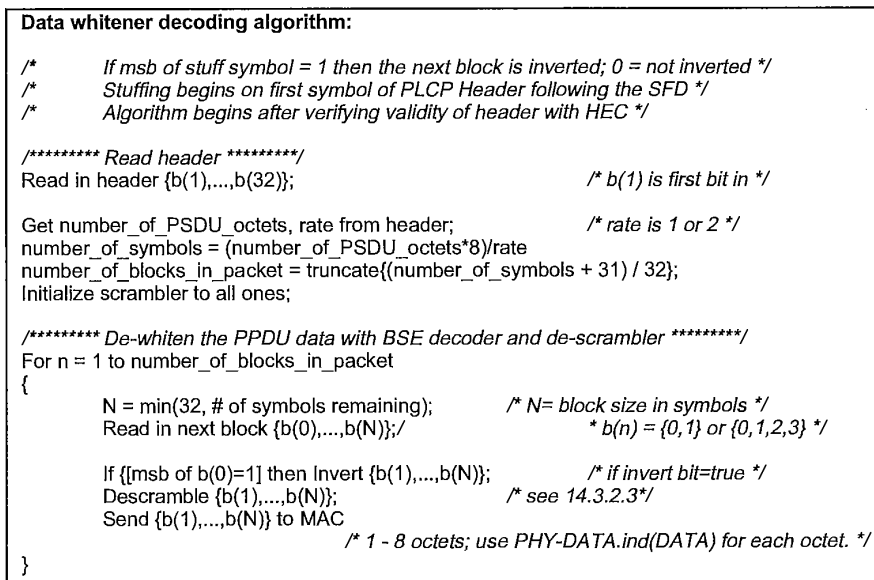 Data whitener decoding algorithm:
/* If msb of stuff symbol = 1 then the next block is inverted; 0 = not inverted */
/* Stuffing begins on first symbol of PLCP Header following the SFD */
/* Algorithm begins after verifying validity of header with HEC */
/********* Read header *********/
Read in header {b(1),...,b(32)}; /* b(1) is first bit in */
Get number_of_PSDU_octets, rate from header; /* rate is 1 or 2 */
number_of_symbols = (number_of_PSDU_octets*8)/rate
number_of_blocks_in_packet = truncate{(number_of_symbols + 31) / 32};
Initialize scrambler to all ones;
/********* De-whiten the PPDU data with BSE decoder and de-scrambler *********/
For n = 1 to number_of_blocks_in_packet
{
N = min(32, # of symbols remaining); /* N= block size in symbols */
Read in next block {b(0),...,b(N)};/ * b(n) = {0,1} or {0,1,2,3} */
If {[msb of b(0)=1] then Invert {b(1),...,b(N)}; /* if invert bit=true */
Descramble {b(1),...,b(N)}; /* see 14.3.2.3*/
Send {b(1),...,b(N)} to MAC
/* 1 - 8 octets; use PHY-DATA.ind(DATA) for each octet. */
}